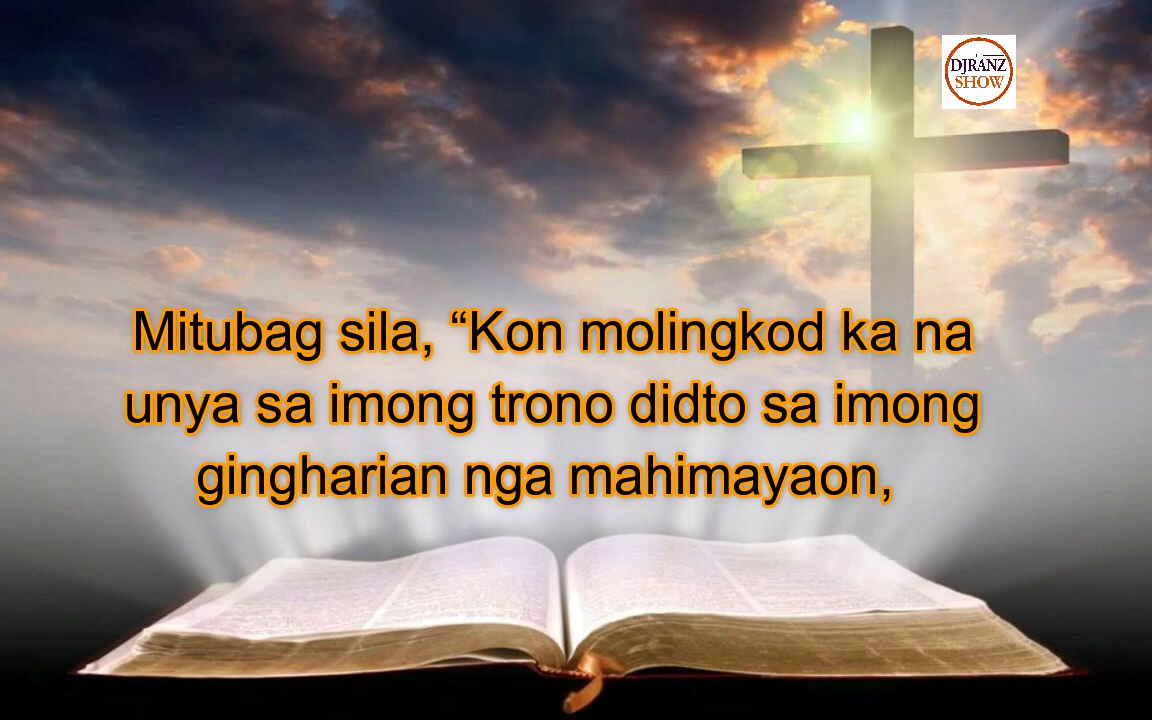 DJRANZ
SHOW
Mitubag sila, “Kon molingkod ka na
unya sa imong trono didto sa imong
gingharian nga mahimayaon,